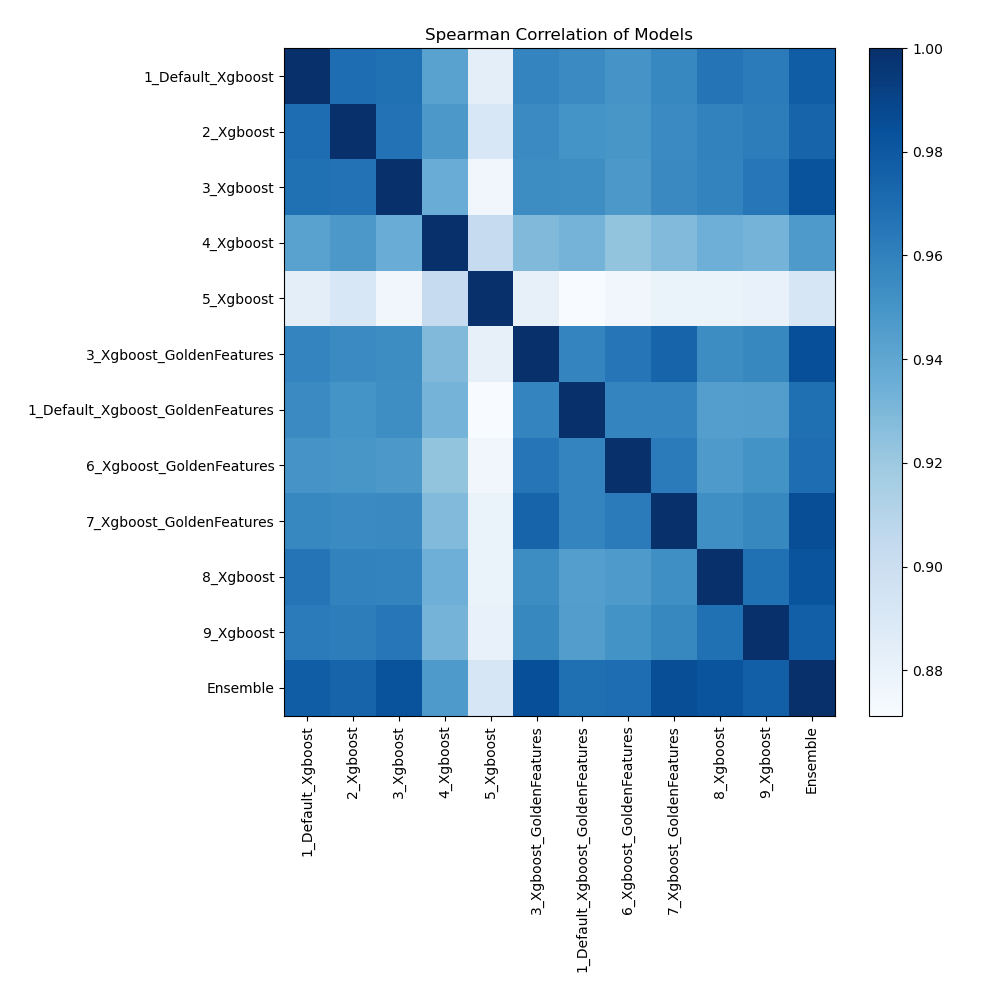 Spearman Correlation of Models
1_Default_Xgboost
2_Xgboost
3_Xgboost
4_Xgboost
5_Xgboost
3_Xgboost_GoldenFeatures
1_Default_Xgboost_GoldenFeatures
6_Xgboost_GoldenFeatures
7_Xgboost_GoldenFeatures
8_Xgboost
9_Xgboost
Ensemble
1_Default_Xgboost
2_Xgboost
3_Xgboost
4_Xgboost
5_Xgboost
3_Xgboost_GoldenFeatures
1_Default_Xgboost_GoldenFeatures
6_Xgboost_GoldenFeatures
7_Xgboost_GoldenFeatures
8_Xgboost
9_Xgboost
Ensemble
1.00
0.98
0.96
0.94
0.92
0.90
0.88